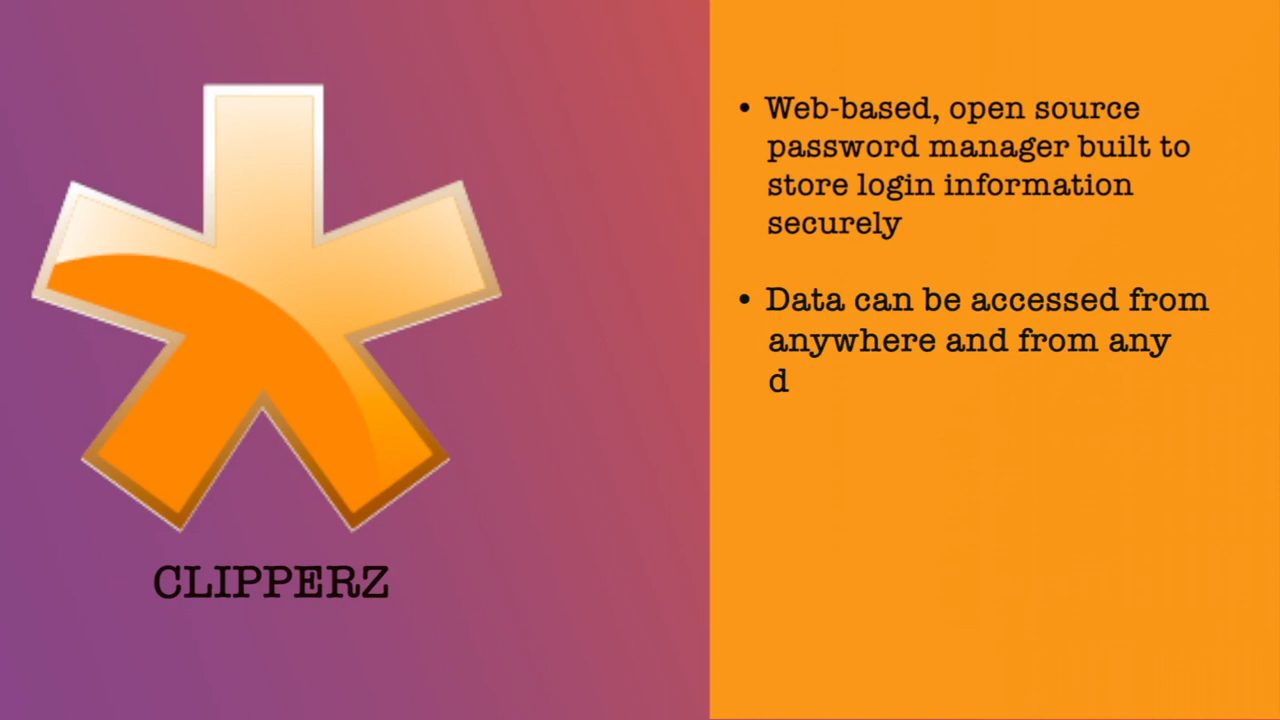 CLIPPERZ
• Web-based, open source
password manager built to
store login information
securely
• Data can be accessed from
anywhere and from any
d